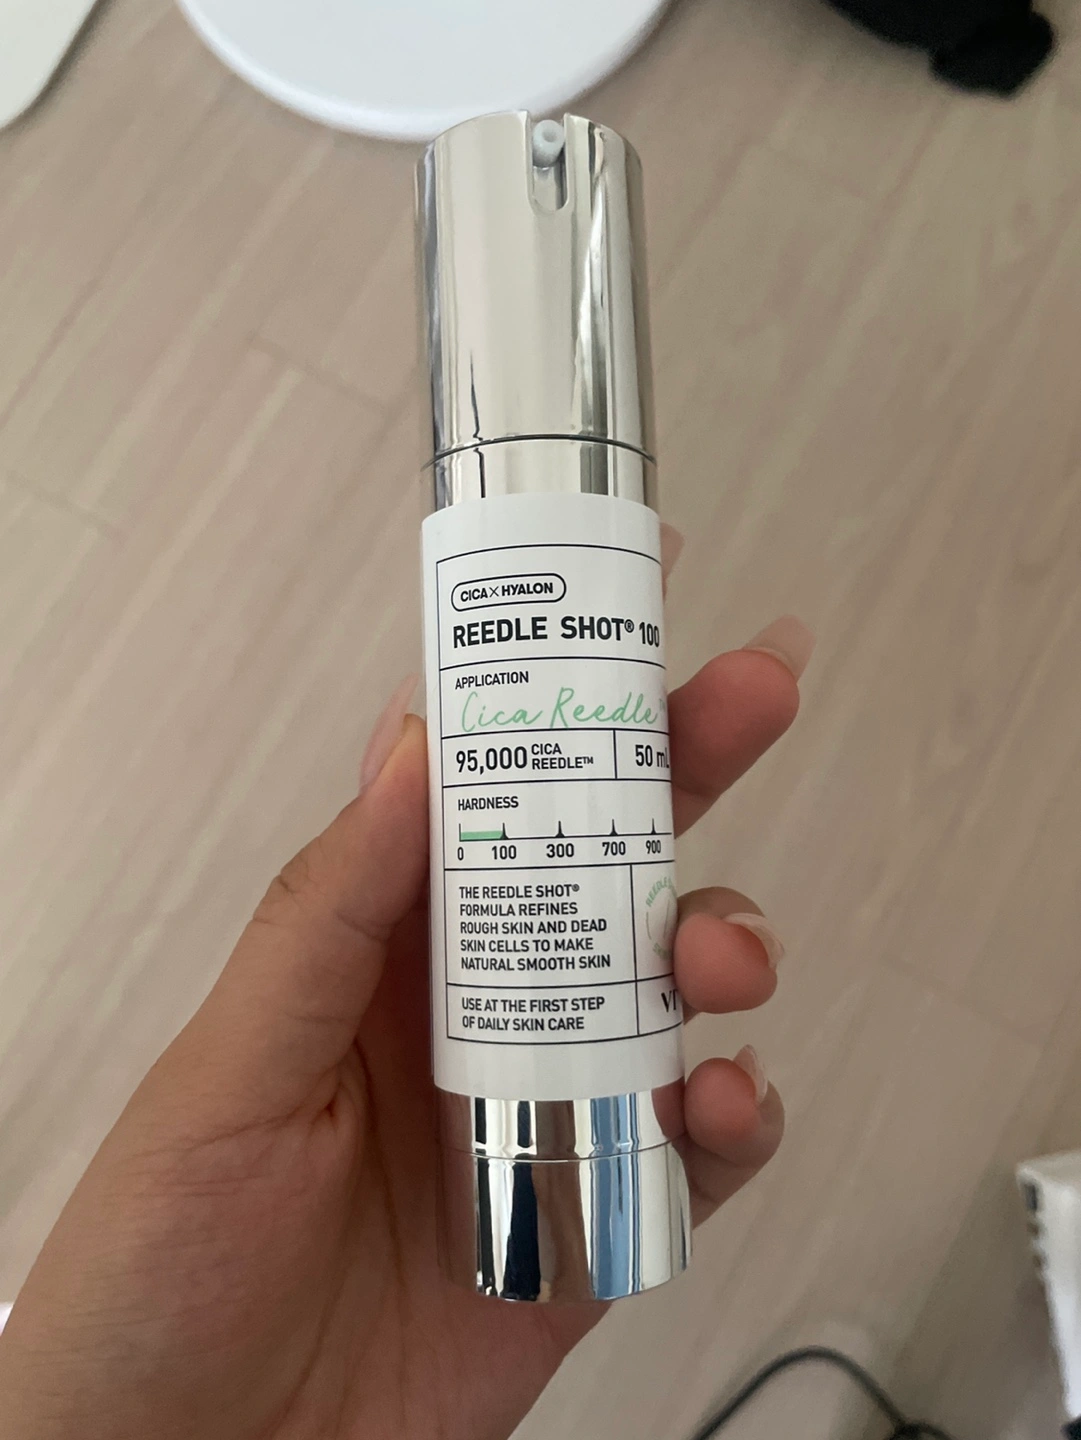 CICA×HYALON
REEDLE SHOT® 100
APPLICATION
Cica Reedle™
95,000 CICA REEDLE™
50 mL
HARDNESS
0 100 300 700 900
THE REEDLE SHOT®
FORMULA REFINES
ROUGH SKIN AND DEAD
SKIN CELLS TO MAKE
NATURAL SMOOTH SKIN
USE AT THE FIRST STEP
OF DAILY SKIN CARE
VT